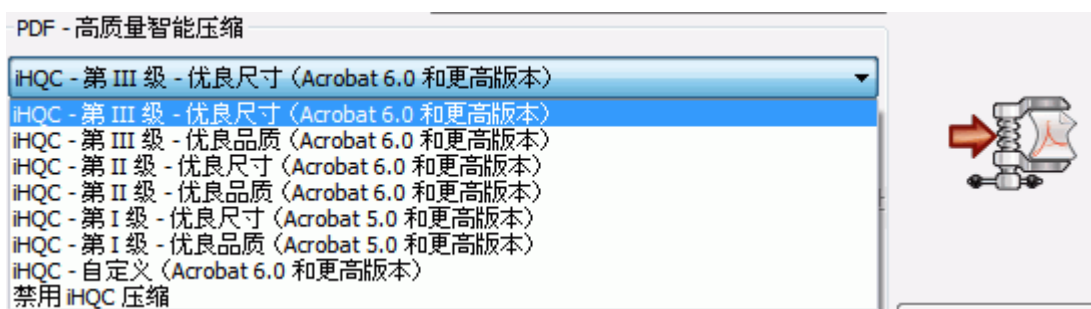 PDF - 高质量智能压缩
iHQC - 第 III 级 - 优良尺寸（Acrobat 6.0 和更高版本）
iHQC - 第 III 级 - 优良尺寸（Acrobat 6.0 和更高版本）
iHQC - 第 III 级 - 优良品质（Acrobat 6.0 和更高版本）
iHQC - 第 II 级 - 优良尺寸（Acrobat 6.0 和更高版本）
iHQC - 第 II 级 - 优良品质（Acrobat 6.0 和更高版本）
iHQC - 第 I 级 - 优良尺寸（Acrobat 5.0 和更高版本）
iHQC - 第 I 级 - 优良品质（Acrobat 5.0 和更高版本）
iHQC - 自定义（Acrobat 6.0 和更高版本）
禁用 iHQC 压缩